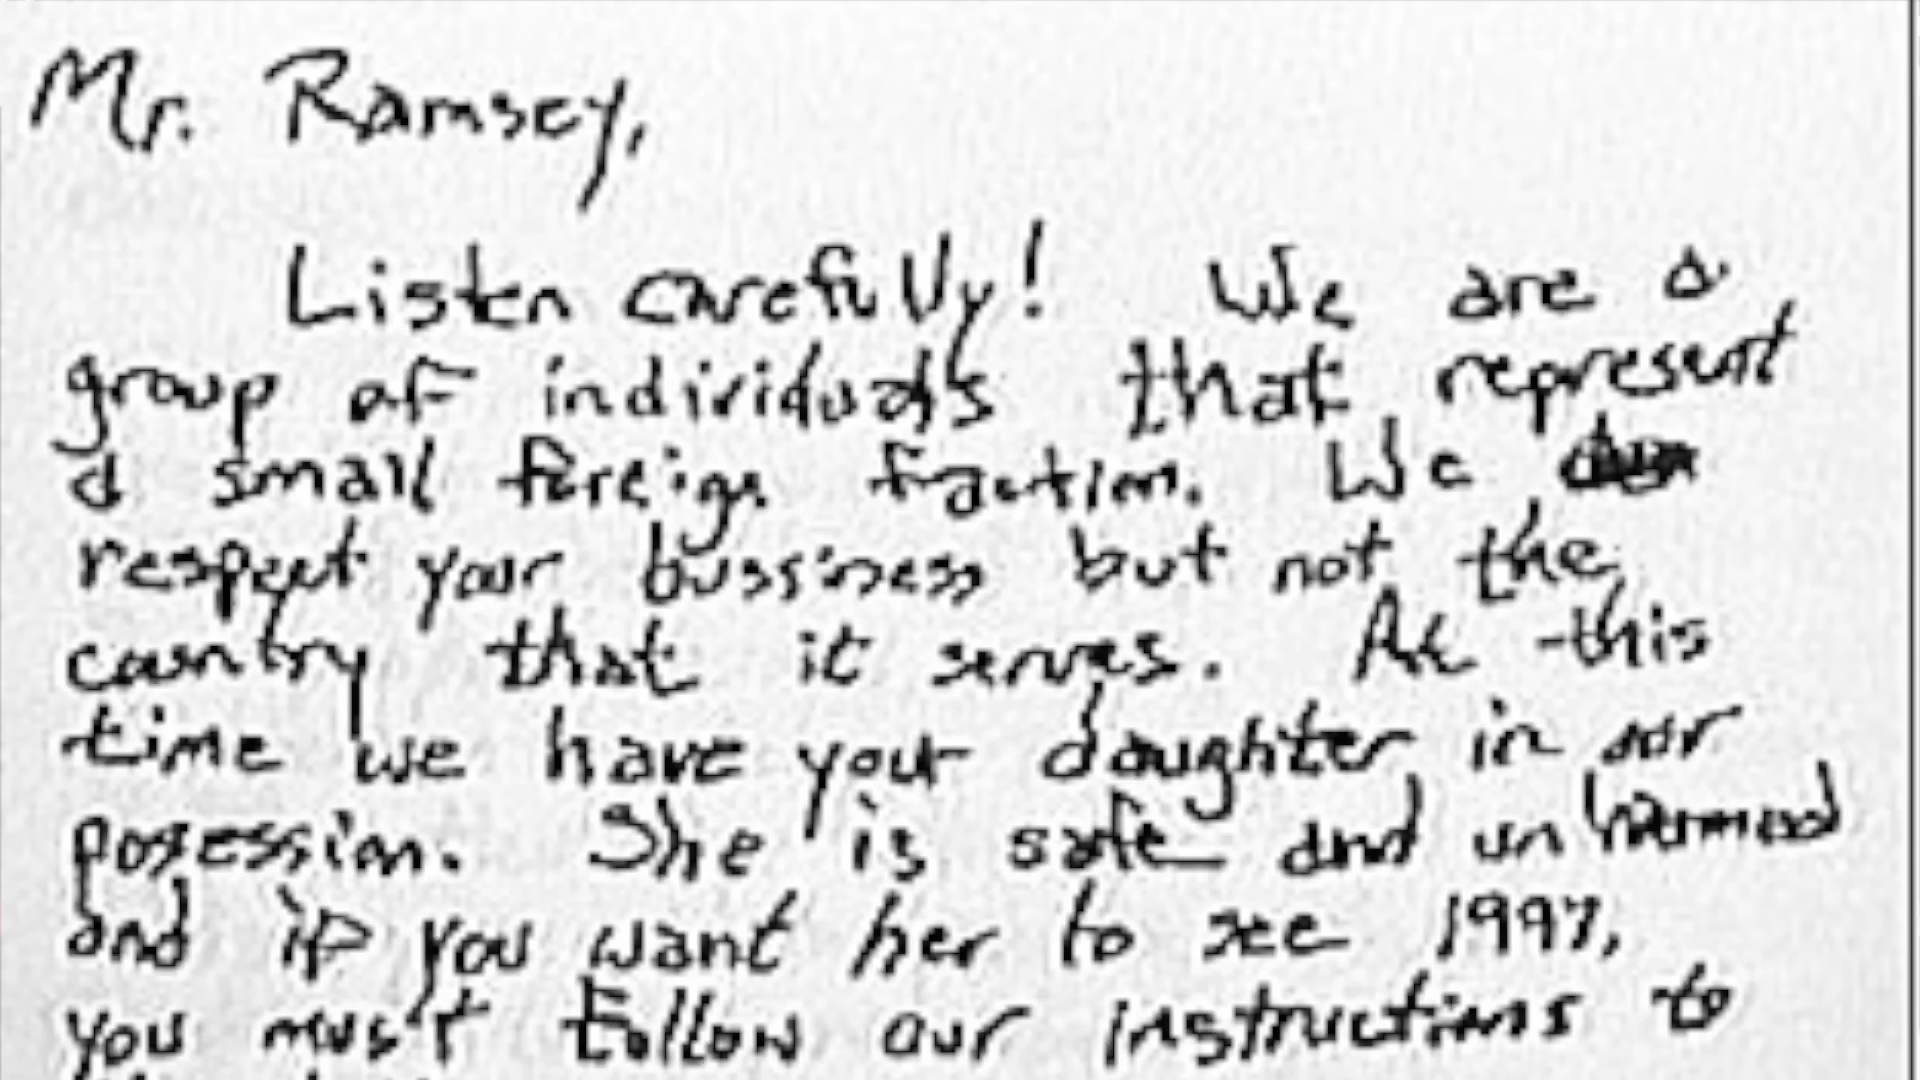 Mr. Ramsey,
Listen carefully! We are a
group of individuals that represent
a small foreign faction. We
respect your bussiness but not the
country that it serves. At this
time we have your daughter in our
posession. She is safe and unharmed
and if you want her to see 1997,
you must follow our instructions to